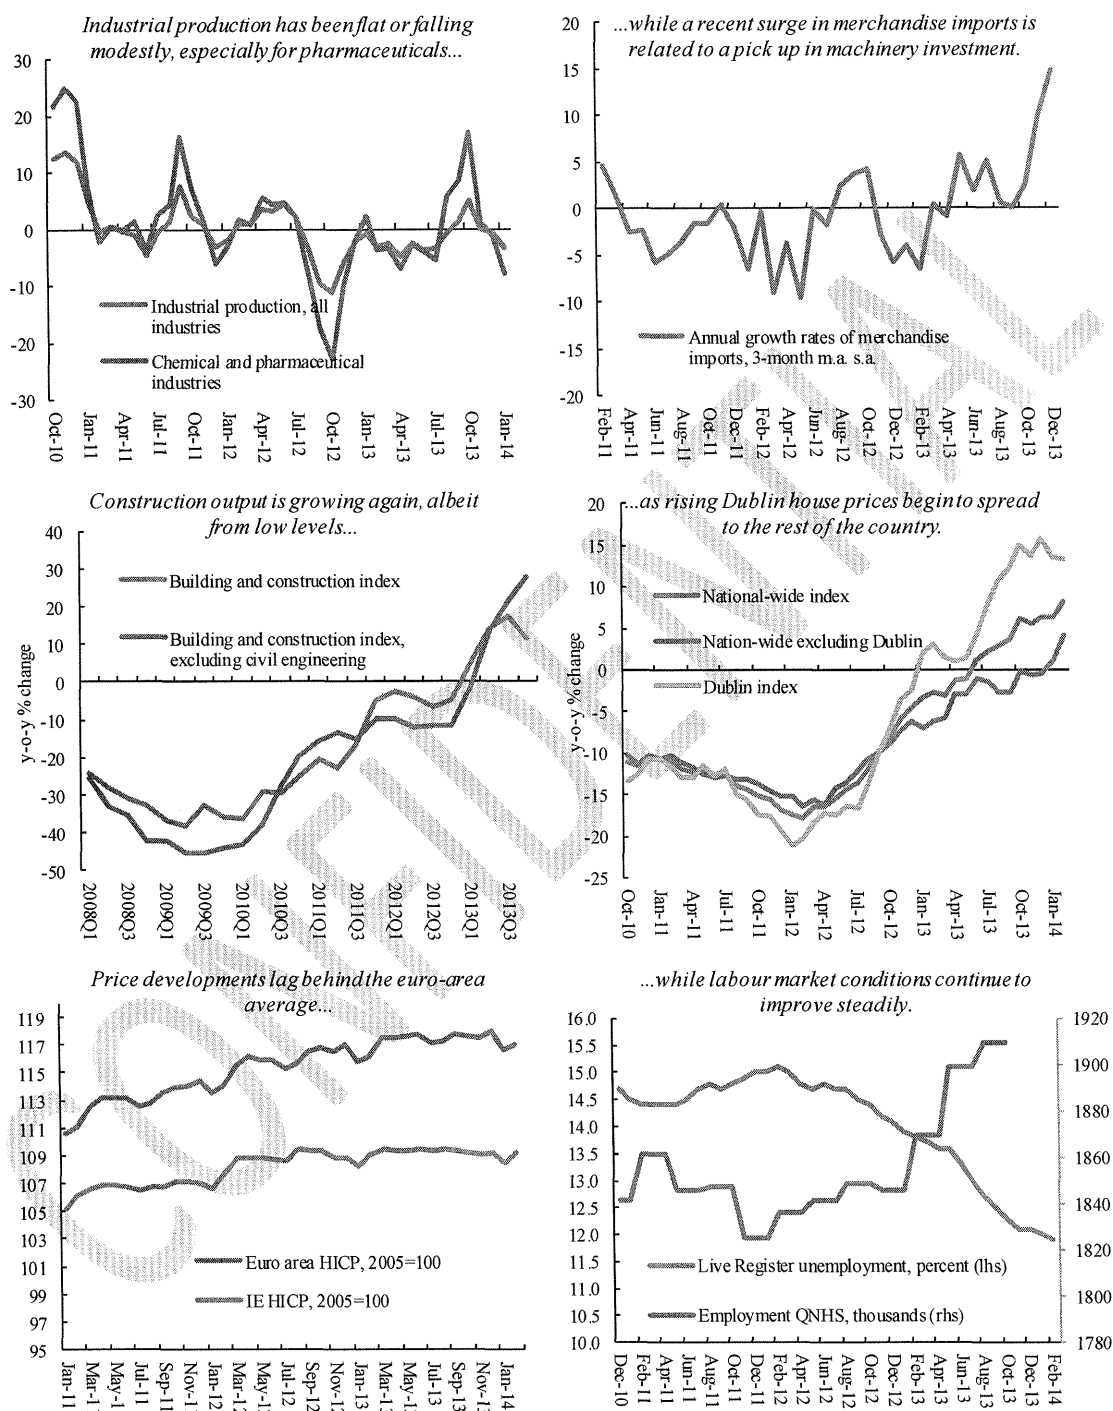 Industrial production has been flat or falling
modestly, especially for pharmaceuticals...
30
20
10
0
-10
-20
-30
Industrial production, all
industries
Chemical and pharmaceutical
industries
Oct-10
Jan-11
Apr-11
Jul-11
Oct-11
Jan-12
Apr-12
Jul-12
Oct-12
Jan-13
Apr-13
Jul-13
Oct-13
Jan-14
...while a recent surge in merchandise imports is
related to a pick up in machinery investment.
20
15
10
5
0
-5
-10
-15
-20
Annual growth rates of merchandise
imports, 3-month m.a. s.a.
Feb-11
Apr-11
Jun-11
Aug-11
Oct-11
Dec-11
Feb-12
Apr-12
Jun-12
Aug-12
Oct-12
Dec-12
Feb-13
Apr-13
Jun-13
Aug-13
Oct-13
Dec-13
Construction output is growing again, albeit
from low levels...
y-o-y % change
40
30
20
10
0
-10
-20
-30
-40
-50
Building and construction index
Building and construction index,
excluding civil engineering
2008Q1
2008Q3
2009Q1
2009Q3
2010Q1
2010Q3
2011Q1
2011Q3
2012Q1
2012Q3
2013Q1
2013Q3
...as rising Dublin house prices begin to spread
to the rest of the country.
y-o-y % change
20
15
10
5
0
-5
-10
-15
-20
-25
National-wide index
Nation-wide excluding Dublin
Dublin index
Oct-10
Jan-11
Apr-11
Jul-11
Oct-11
Jan-12
Apr-12
Jul-12
Oct-12
Jan-13
Apr-13
Jul-13
Oct-13
Jan-14
Price developments lag behind the euro-area
average...
119
117
115
113
111
109
107
105
103
101
99
97
95
Euro area HICP, 2005=100
IE HICP, 2005=100
Jan-11
Mar-1
May-1
Jul-11
Sep-11
Nov-11
Jan-12
Mar-12
May-12
Jul-12
Sep-12
Nov-12
Jan-13
Mar-13
May-13
Jul-13
Sep-13
Nov-13
Jan-14
...while labour market conditions continue to
improve steadily.
16.0
15.5
15.0
14.5
14.0
13.5
13.0
12.5
12.0
11.5
11.0
10.5
10.0
1920
1900
1880
1860
1840
1820
1800
1780
Live Register unemployment, percent (lhs)
Employment QNHS, thousands (rhs)
Dec-10
Feb-11
Apr-11
Jun-11
Aug-11
Oct-11
Dec-11
Feb-12
Apr-12
Jun-12
Aug-12
Oct-12
Dec-12
Feb-13
Apr-13
Jun-13
Aug-13
Oct-13
Dec-13
Feb-14
CONFIDENTIAL